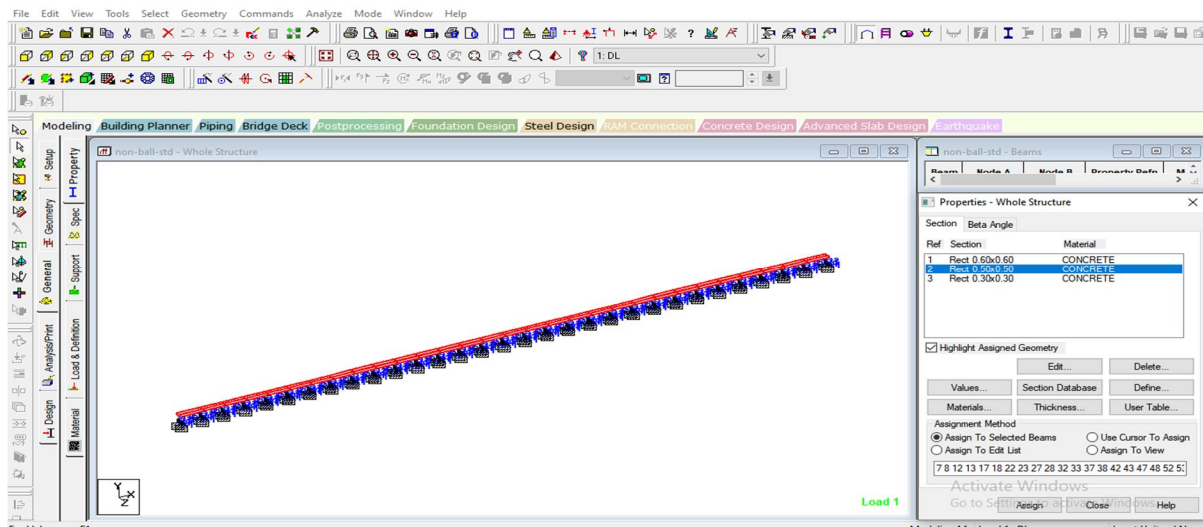 File Edit View Tools Select Geometry Commands Analyze Mode Window Help
1: DL
Modeling Building Planner Piping Bridge Deck Postprocessing Foundation Design Steel Design RAM Connection Concrete Design Advanced Slab Design Earthquake
non-ball-std - Whole Structure
non-ball-std - Beams
Beam Node A Node B Property Refn
Setup
Geometry
General
Analysis/Print
Design
Property
Spec
Support
Load & Definition
Material
Properties - Whole Structure
Section Beta Angle
Ref Section Material
1 Rect 0.60x0.60 CONCRETE
2 Rect 0.50x0.50 CONCRETE
3 Rect 0.30x0.30 CONCRETE
Highlight Assigned Geometry
Edit... Delete...
Values... Section Database Define...
Materials... Thickness... User Table...
Assignment Method
Assign To Selected Beams Use Cursor To Assign
Assign To Edit List Assign To View
7 8 12 13 17 18 22 23 27 28 32 33 37 38 42 43 47 48 52 53
Activate Windows
Go to Settings to activate Windows.
Assign Close Help
Y
X
Z
Load 1